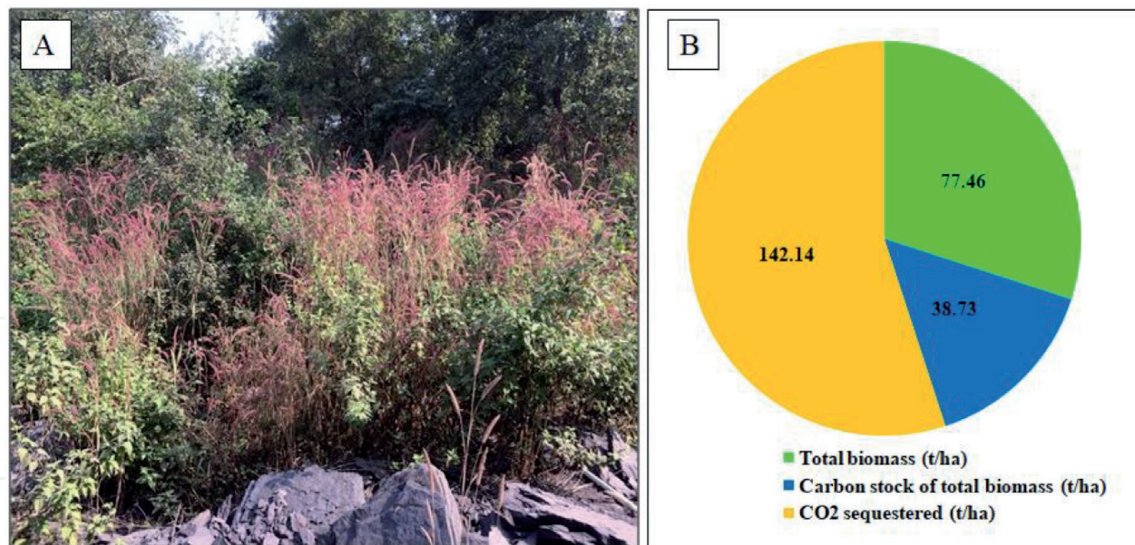 A
B
77.46
142.14
38.73
Total biomass (t/ha)
Carbon stock of total biomass (t/ha)
CO2 sequestered (t/ha)